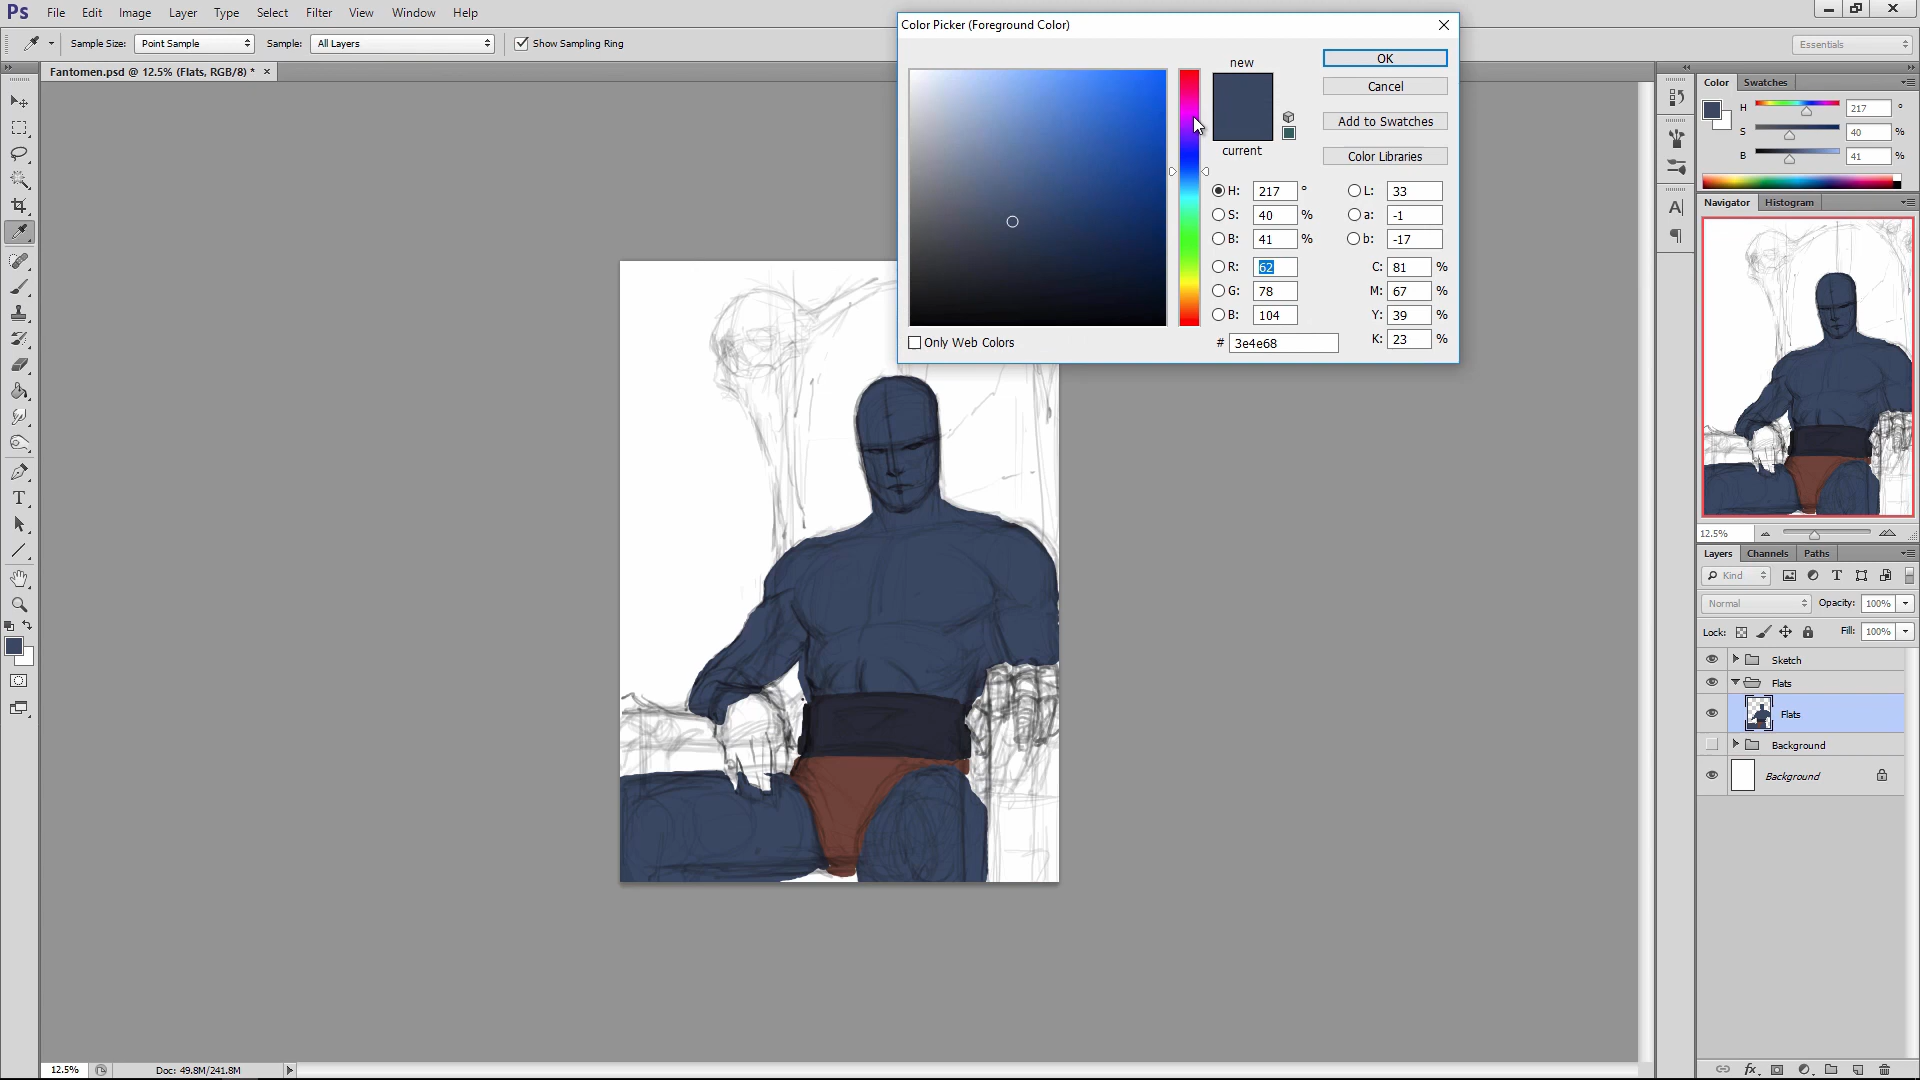 Ps File Edit Image Layer Type Select Filter View Window Help
Sample Size: Point Sample Sample: All Layers Show Sampling Ring Essentials
Fantomen.psd @ 12.5% (Flats, RGB/8) * ×
Color Picker (Foreground Color)
new
current
OK
Cancel
Add to Swatches
Color Libraries
H: 217 °
S: 40 %
B: 41 %
R: 62
G: 78
B: 104
# 3e4e68
L: 33
a: -1
b: -17
C: 81 %
M: 67 %
Y: 39 %
K: 23 %
Only Web Colors
Color Swatches
H 217 °
S 40 %
B 41 %
Navigator Histogram
12.5%
Layers Channels Paths
Kind
Normal Opacity: 100%
Lock: Fill: 100%
Sketch
Flats
Flats
Background
Background
12.5% Doc: 49.8M/241.8M